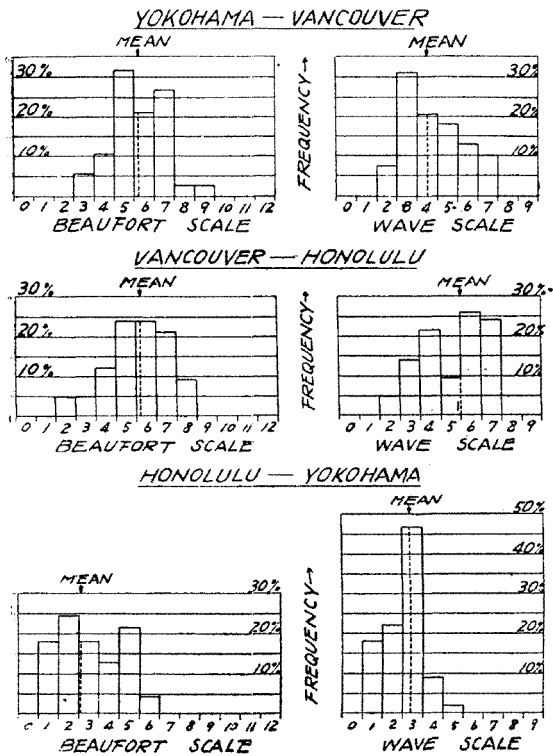 YOKOHAMA — VANCOUVER
MEAN
30%
20%
10%
0 1 2 3 4 5 6 7 8 9 10 11 12
BEAUFORT SCALE
FREQUENCY→
MEAN
30%
20%
10%
0 1 2 3 4 5 6 7 8 9
WAVE SCALE
VANCOUVER — HONOLULU
MEAN
30%
20%
10%
0 1 2 3 4 5 6 7 8 9 10 11 12
BEAUFORT SCALE
FREQUENCY→
MEAN
30%
20%
10%
0 1 2 3 4 5 6 7 8 9
WAVE SCALE
HONOLULU — YOKOHAMA
MEAN
30%
20%
10%
0 1 2 3 4 5 6 7 8 9 10 11 12
BEAUFORT SCALE
FREQUENCY→
MEAN
50%
40%
30%
20%
10%
0 1 2 3 4 5 6 7 8 9
WAVE SCALE